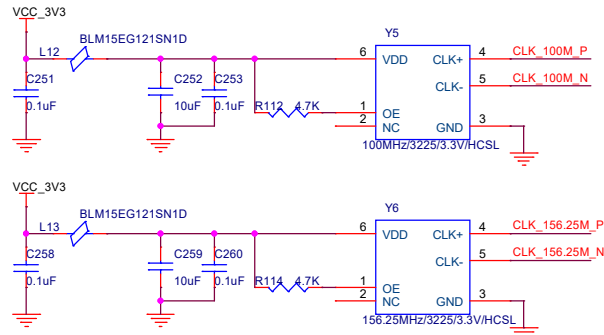 VCC_3V3
BLM15EG121SN1D
L12
C251
0.1uF
C252
10uF
C253
0.1uF
R112 4.7K
Y5
6 VDD CLK+ 4 CLK_100M_P
CLK- 5 CLK_100M_N
1 OE
2 NC GND 3
100MHz/3225/3.3V/HCSL
VCC_3V3
BLM15EG121SN1D
L13
C258
0.1uF
C259
10uF
C260
0.1uF
R114 4.7K
Y6
6 VDD CLK+ 4 CLK_156.25M_P
CLK- 5 CLK_156.25M_N
1 OE
2 NC GND 3
156.25MHz/3225/3.3V/HCSL